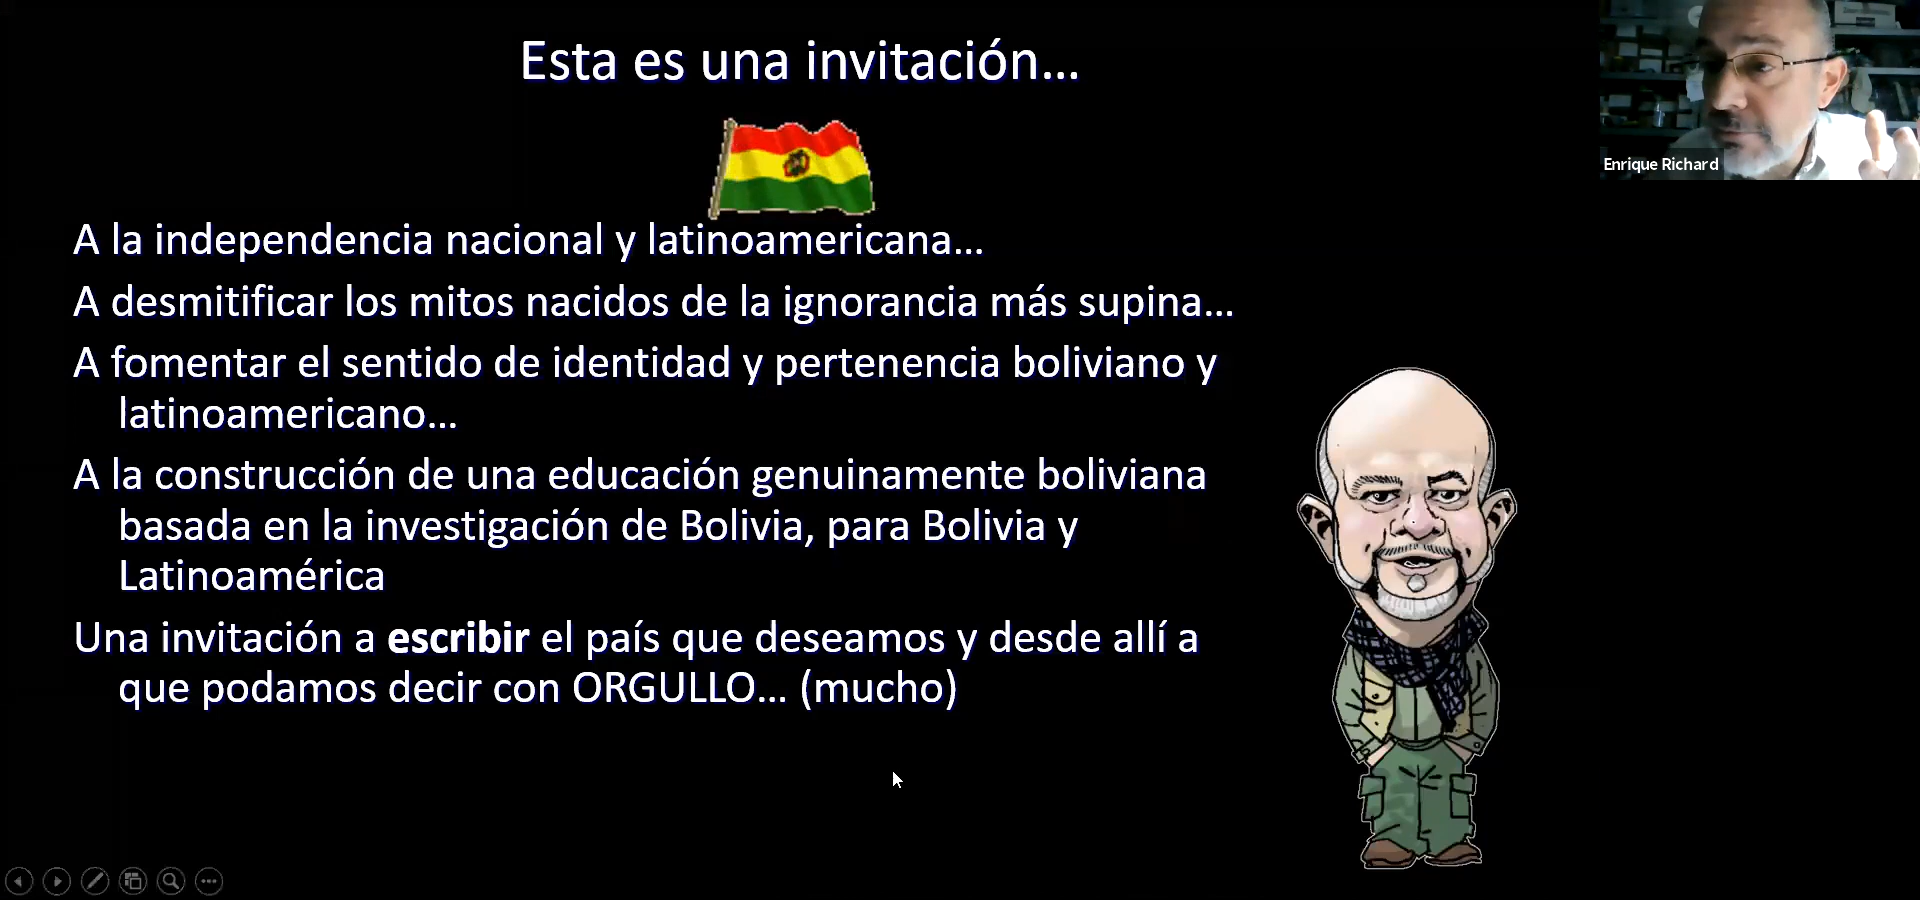 Esta es una invitación...
Enrique Richard
A la independencia nacional y latinoamericana...
A desmitificar los mitos nacidos de la ignorancia más supina...
A fomentar el sentido de identidad y pertenencia boliviano y
latinoamericano...
A la construcción de una educación genuinamente boliviana
basada en la investigación de Bolivia, para Bolivia y
Latinoamérica
Una invitación a escribir el país que deseamos y desde allí a
que podamos decir con ORGULLO... (mucho)